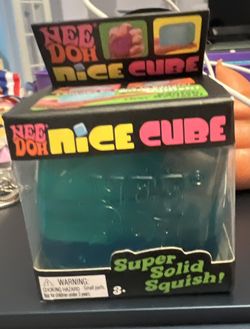 NEE DOH
NiCE CUBE
NEE DOH
NiCE CUBE
Super
Solid
Squish!
WARNING
CHOKING HAZARD - Small parts.
Not for children under 3 years.